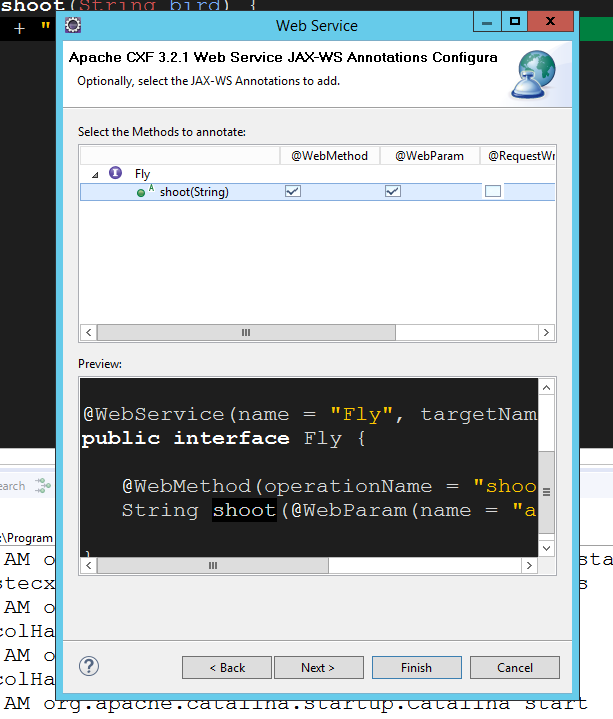 shoot(String bird) {
+ "
Web Service
Apache CXF 3.2.1 Web Service JAX-WS Annotations Configura
Optionally, select the JAX-WS Annotations to add.
Select the Methods to annotate:
@WebMethod @WebParam @RequestWr
I Fly
A shoot(String)
Preview:
@WebService(name = "Fly", targetNam
public interface Fly {
@WebMethod(operationName = "shoo
String shoot(@WebParam(name = "a
}
earch
:\Program
AM o sta
stecx s
AM o
colHa
AM o
colHa
? < Back Next > Finish Cancel
AM org.apache.catalina.startup.Catalina start